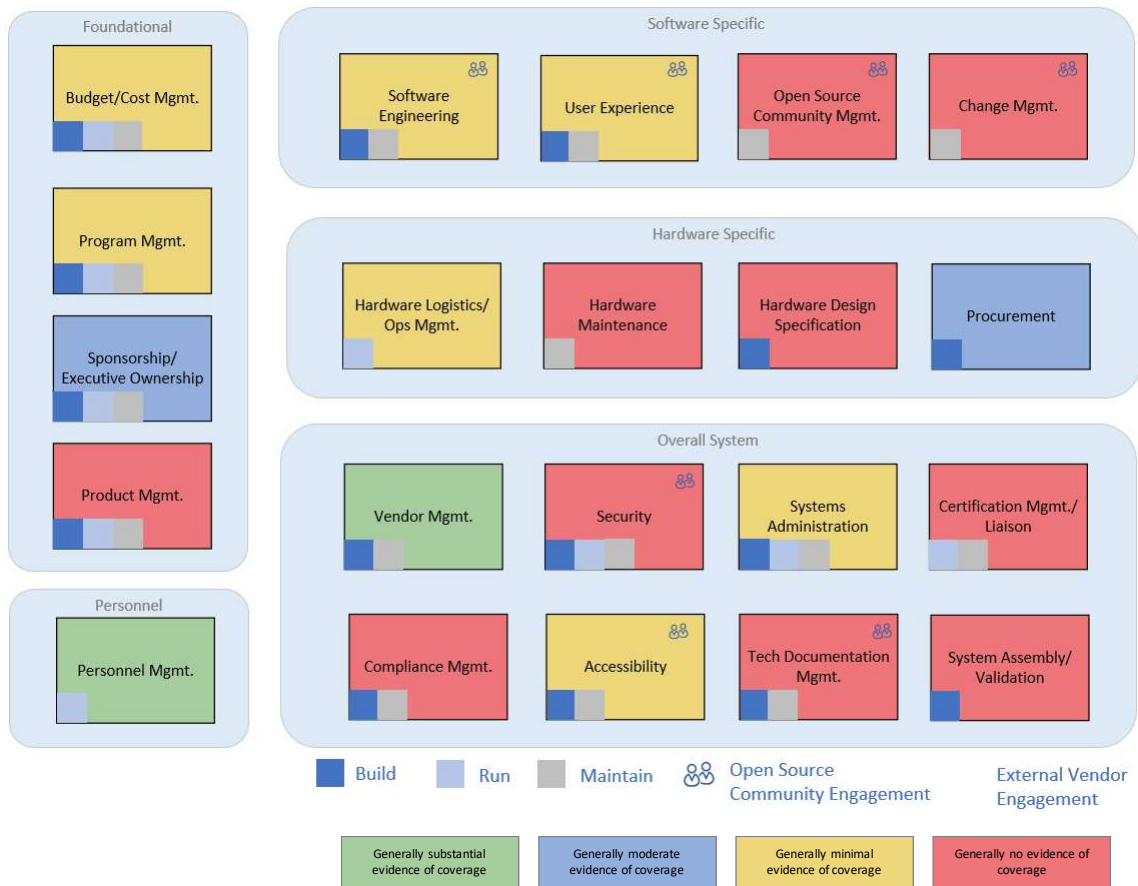 Foundational
Budget/Cost Mgmt.
Program Mgmt.
Sponsorship/
Executive Ownership
Product Mgmt.
Personnel
Personnel Mgmt.
Software Specific
Software
Engineering
User Experience
Open Source
Community Mgmt.
Change Mgmt.
Hardware Specific
Hardware Logistics/
Ops Mgmt.
Hardware
Maintenance
Hardware Design
Specification
Procurement
Overall System
Vendor Mgmt.
Security
Systems
Administration
Certification Mgmt./
Liaison
Compliance Mgmt.
Accessibility
Tech Documentation
Mgmt.
System Assembly/
Validation
Build
Run
Maintain
Open Source
Community Engagement
External Vendor
Engagement
Generally substantial
evidence of coverage
Generally moderate
evidence of coverage
Generally minimal
evidence of coverage
Generally no evidence of
coverage